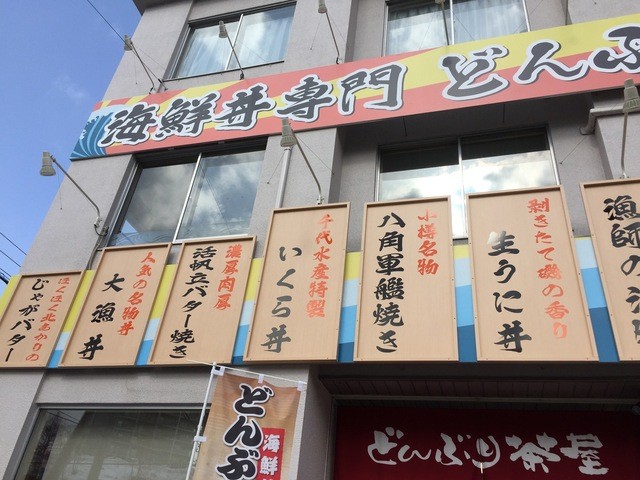 海鮮丼専門 どんぶ
ほくほく北あかりの
じゃがバター
人気の名物丼
大漁丼
濃厚肉厚
活帆立バター焼き
千代水産特製
いくら丼
小樽名物
八角軍艦焼き
剥きたて磯の香り
生うに丼
漁師の
どんぶ
海鮮
どんぶり茶屋